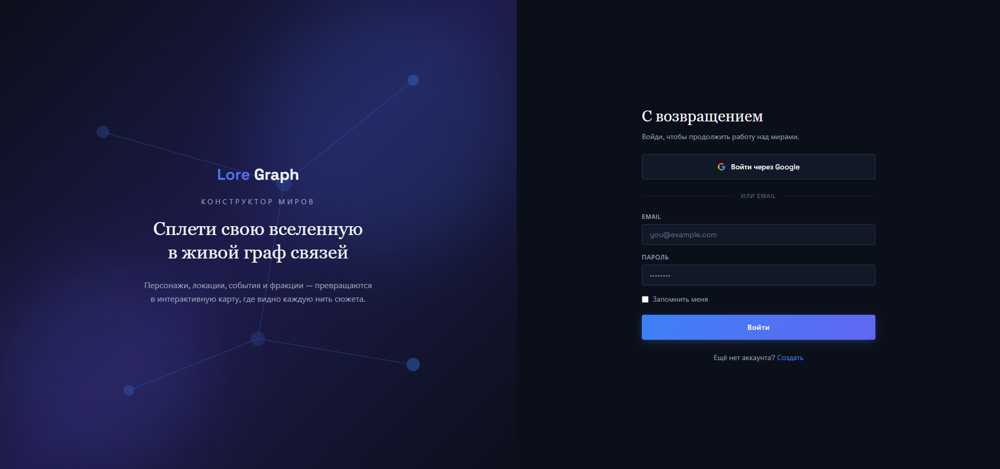 Lore Graph
КОНСТРУКТОР МИРОВ
Сплети свою вселенную
в живой граф связей
Персонажи, локации, события и фракции — превращаются
в интерактивную карту, где видно каждую нить сюжета.
С возвращением
Войди, чтобы продолжить работу над мирами.
Войти через Google
ИЛИ EMAIL
EMAIL
you@example.com
ПАРОЛЬ
••••••••
Запомнить меня
Войти
Ещё нет аккаунта? Создать